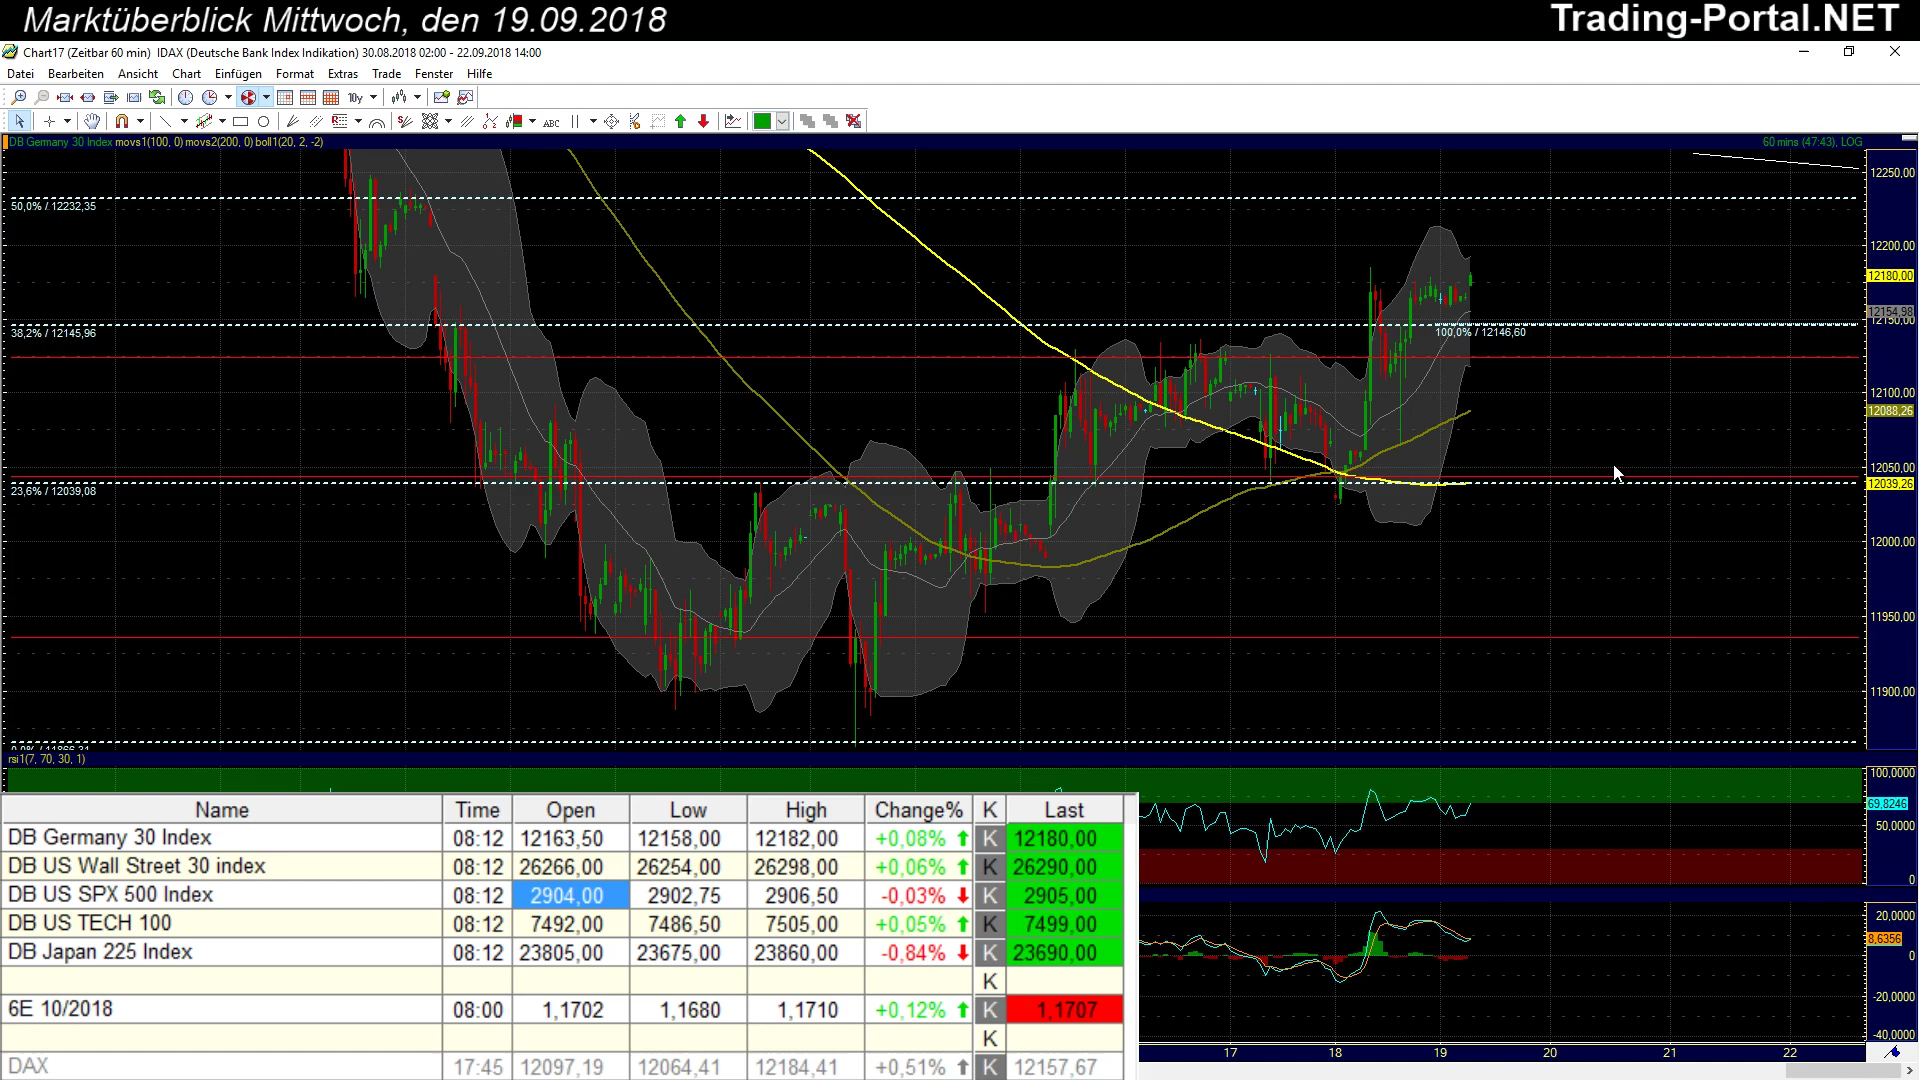 Marktüberblick Mittwoch, den 19.09.2018
Trading-Portal.NET
Chart17 (Zeitbar 60 min) IDAX (Deutsche Bank Index Indikation) 30.08.2018 02:00 - 22.09.2018 14:00
Datei Bearbeiten Ansicht Chart Einfügen Format Extras Trade Fenster Hilfe
10y
ABC
DB Germany 30 Index movs1(100, 0) movs2(200, 0) boll1(20, 2, -2)
60 mins (47:43), LOG
12250,00
50,0% / 12232,35
12200,00
12180,00
12154,98
12150,00
38,2% / 12145,96
100,0% / 12146,60
12100,00
12088,26
12050,00
12039,26
23,6% / 12039,08
12000,00
11950,00
11900,00
0,0% / 11866,31
rsi1(7, 70, 30, 1)
100,0000
69,8246
50,0000
0
20,0000
8,6356
0
-20,0000
-40,0000
17 18 19 20 21 22
Name Time Open Low High Change% K Last
DB Germany 30 Index 08:12 12163,50 12158,00 12182,00 +0,08% K 12180,00
DB US Wall Street 30 index 08:12 26266,00 26254,00 26298,00 +0,06% K 26290,00
DB US SPX 500 Index 08:12 2904,00 2902,75 2906,50 -0,03% K 2905,00
DB US TECH 100 08:12 7492,00 7486,50 7505,00 +0,05% K 7499,00
DB Japan 225 Index 08:12 23805,00 23675,00 23860,00 -0,84% K 23690,00
K
6E 10/2018 08:00 1,1702 1,1680 1,1710 +0,12% K 1,1707
K
DAX 17:45 12097,19 12064,41 12184,41 +0,51% K 12157,67